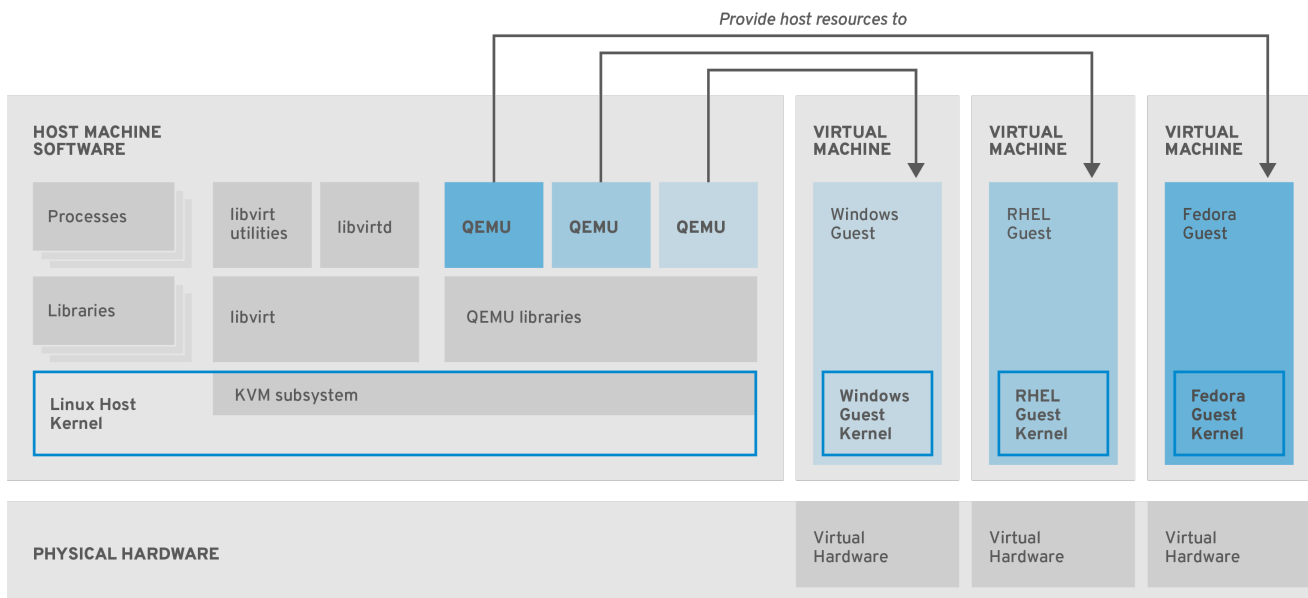 Provide host resources to
HOST MACHINE
SOFTWARE
Processes
libvirt
utilities
libvirtd
QEMU
QEMU
QEMU
Libraries
libvirt
QEMU libraries
Linux Host
Kernel
KVM subsystem
VIRTUAL
MACHINE
Windows
Guest
Windows
Guest
Kernel
VIRTUAL
MACHINE
RHEL
Guest
RHEL
Guest
Kernel
VIRTUAL
MACHINE
Fedora
Guest
Fedora
Guest
Kernel
PHYSICAL HARDWARE
Virtual
Hardware
Virtual
Hardware
Virtual
Hardware